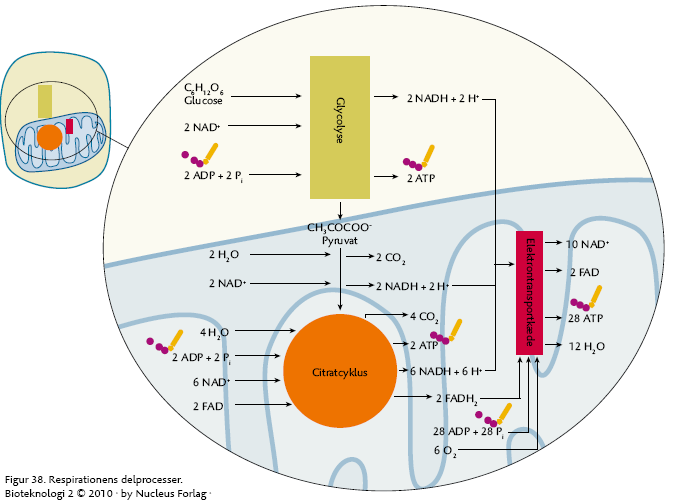 C₆H₁₂O₆
Glucose
2 NAD⁺
2 ADP + 2 Pᵢ
Glycolyse
2 NADH + 2 H⁺
2 ATP
CH₃COCOO⁻
Pyruvat
2 H₂O
2 CO₂
2 NAD⁺
2 NADH + 2 H⁺
4 H₂O
2 ADP + 2 Pᵢ
6 NAD⁺
2 FAD
Citratcyklus
4 CO₂
2 ATP
6 NADH + 6 H⁺
2 FADH₂
28 ADP + 28 Pᵢ
6 O₂
Elektrontransportkæde
10 NAD⁺
2 FAD
28 ATP
12 H₂O
Figur 38. Respirationens delprocesser.
Bioteknologi 2 © 2010 · by Nucleus Forlag ·